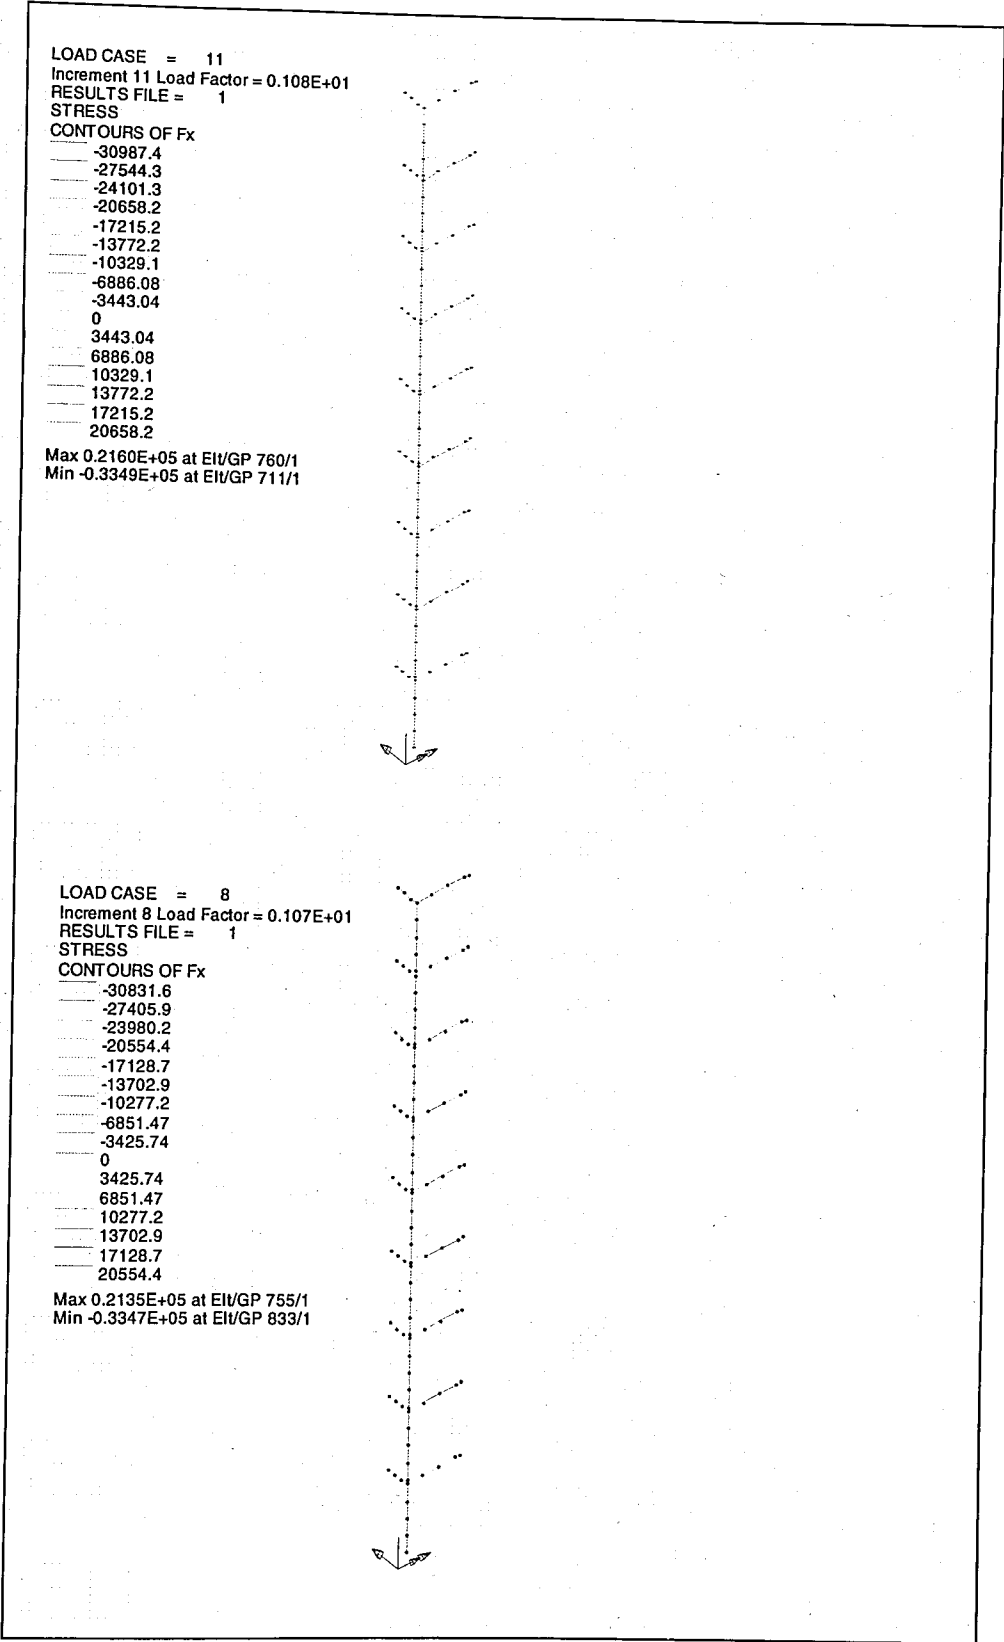 LOAD CASE = 11
Increment 11 Load Factor = 0.108E+01
RESULTS FILE = 1
STRESS
CONTOURS OF Fx
-30987.4
-27544.3
-24101.3
-20658.2
-17215.2
-13772.2
-10329.1
-6886.08
-3443.04
0
3443.04
6886.08
10329.1
13772.2
17215.2
20658.2
Max 0.2160E+05 at Elt/GP 760/1
Min -0.3349E+05 at Elt/GP 711/1
LOAD CASE = 8
Increment 8 Load Factor = 0.107E+01
RESULTS FILE = 1
STRESS
CONTOURS OF Fx
-30831.6
-27405.9
-23980.2
-20554.4
-17128.7
-13702.9
-10277.2
-6851.47
-3425.74
0
3425.74
6851.47
10277.2
13702.9
17128.7
20554.4
Max 0.2135E+05 at Elt/GP 755/1
Min -0.3347E+05 at Elt/GP 833/1